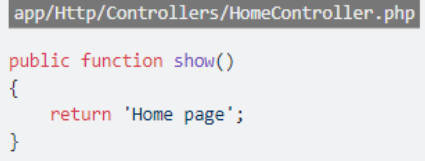 app/Http/Controllers/HomeController.php
public function show()
{
    return 'Home page';
}